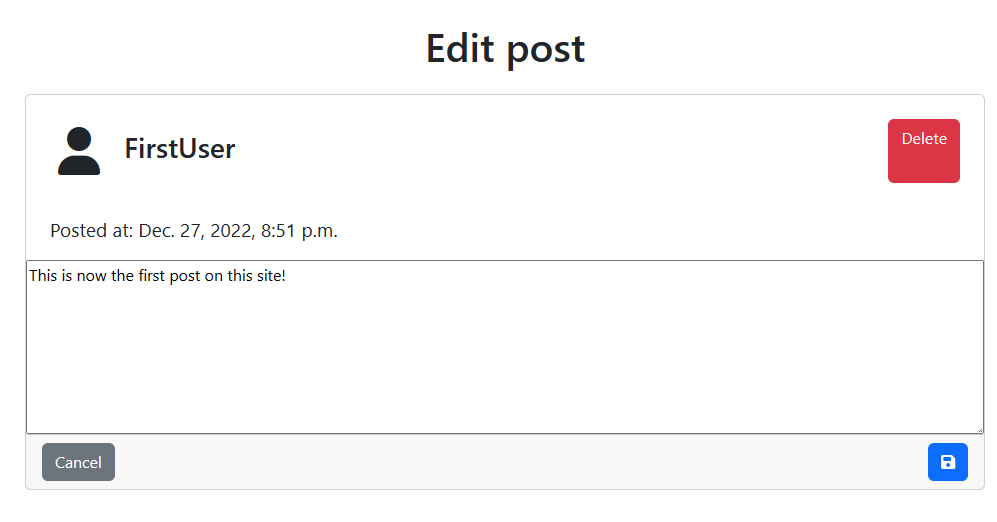 Edit post
FirstUser
Delete
Posted at: Dec. 27, 2022, 8:51 p.m.
This is now the first post on this site!
Cancel